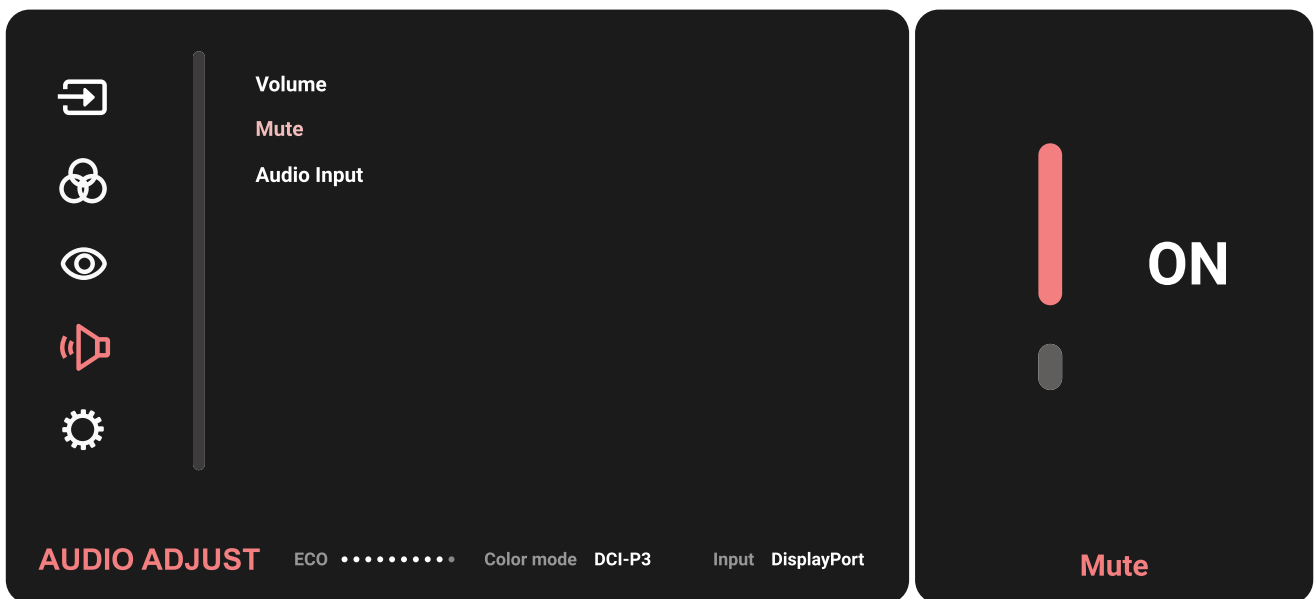 Volume
Mute
Audio Input
ON
AUDIO ADJUST ECO Color mode DCI-P3 Input DisplayPort
Mute